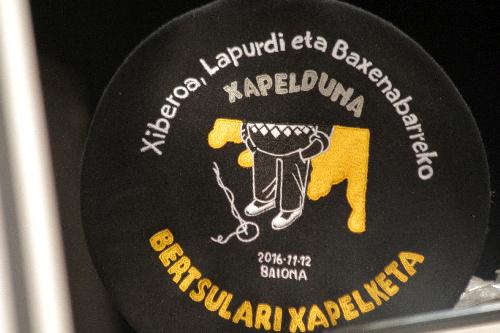 Xiberoa, Lapurdi eta Baxenabarreko
XAPELDUNA
2016-11-12
BAIONA
BERTSULARI XAPELKETA